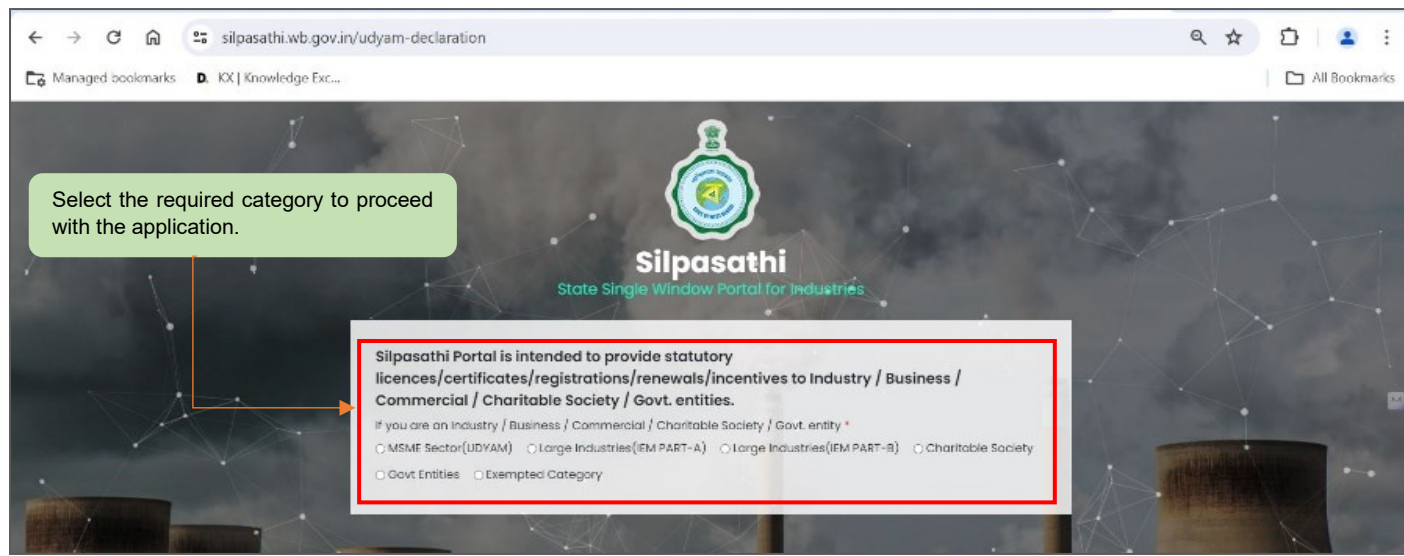 silpasathi.wb.gov.in/udyam-declaration
Managed bookmarks D. KX | Knowledge Exc... All Bookmarks
Select the required category to proceed
with the application.
Silpasathi
State Single Window Portal for Industries
Silpasathi Portal is intended to provide statutory
licences/certificates/registrations/renewals/incentives to Industry / Business /
Commercial / Charitable Society / Govt. entities.
If you are an Industry / Business / Commercial / Charitable Society / Govt. entity *
MSME Sector(UDYAM) Large Industries(IEM PART-A) Large Industries(IEM PART-B) Charitable Society
Govt Entities Exempted Category